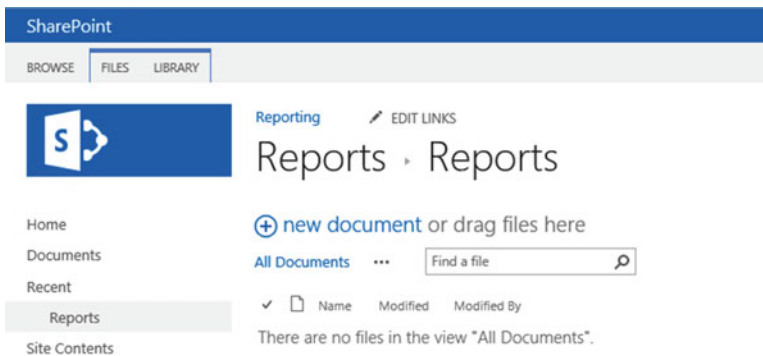 SharePoint
BROWSE FILES LIBRARY
S
Reporting EDIT LINKS
Reports ▸ Reports
Home
Documents
Recent
Reports
Site Contents
new document or drag files here
All Documents ... Find a file
Name Modified Modified By
There are no files in the view "All Documents".